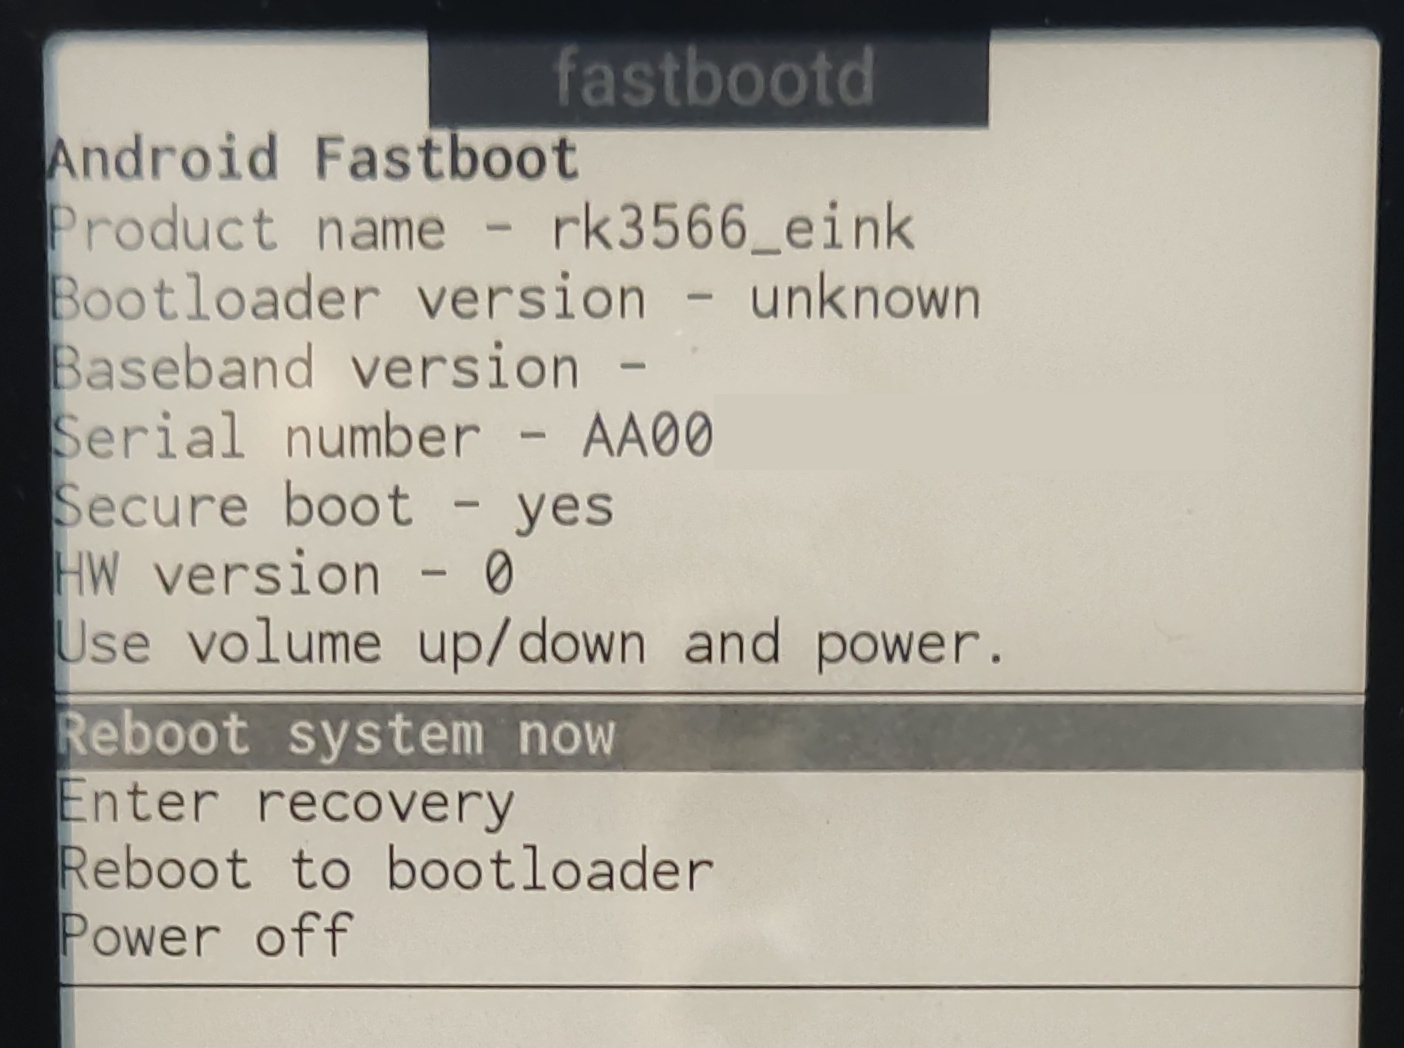 fastbootd
Android Fastboot
Product name - rk3566_eink
Bootloader version - unknown
Baseband version -
Serial number - AA00
Secure boot - yes
HW version - 0
Use volume up/down and power.
Reboot system now
Enter recovery
Reboot to bootloader
Power off